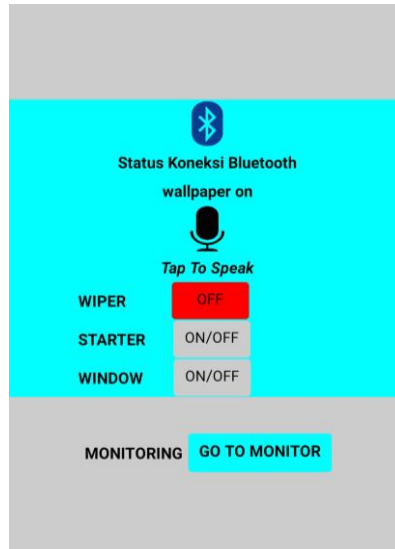 Status Koneksi Bluetooth
wallpaper on
Tap To Speak
WIPER OFF
STARTER ON/OFF
WINDOW ON/OFF
MONITORING GO TO MONITOR